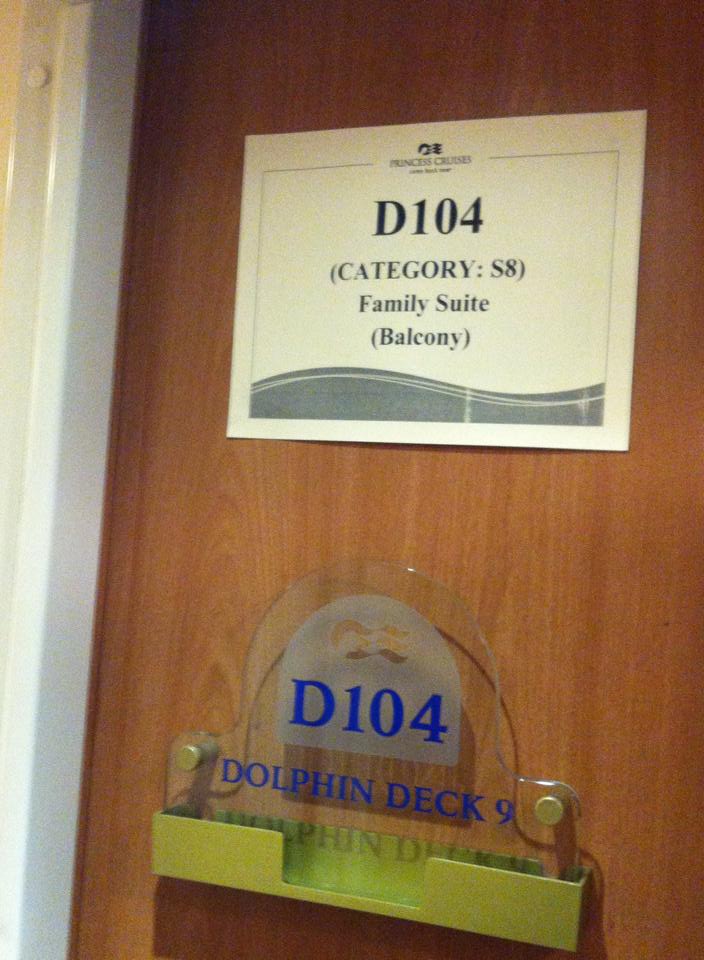 PRINCESS CRUISES
D104
(CATEGORY: S8)
Family Suite
(Balcony)
D104
DOLPHIN DECK 9